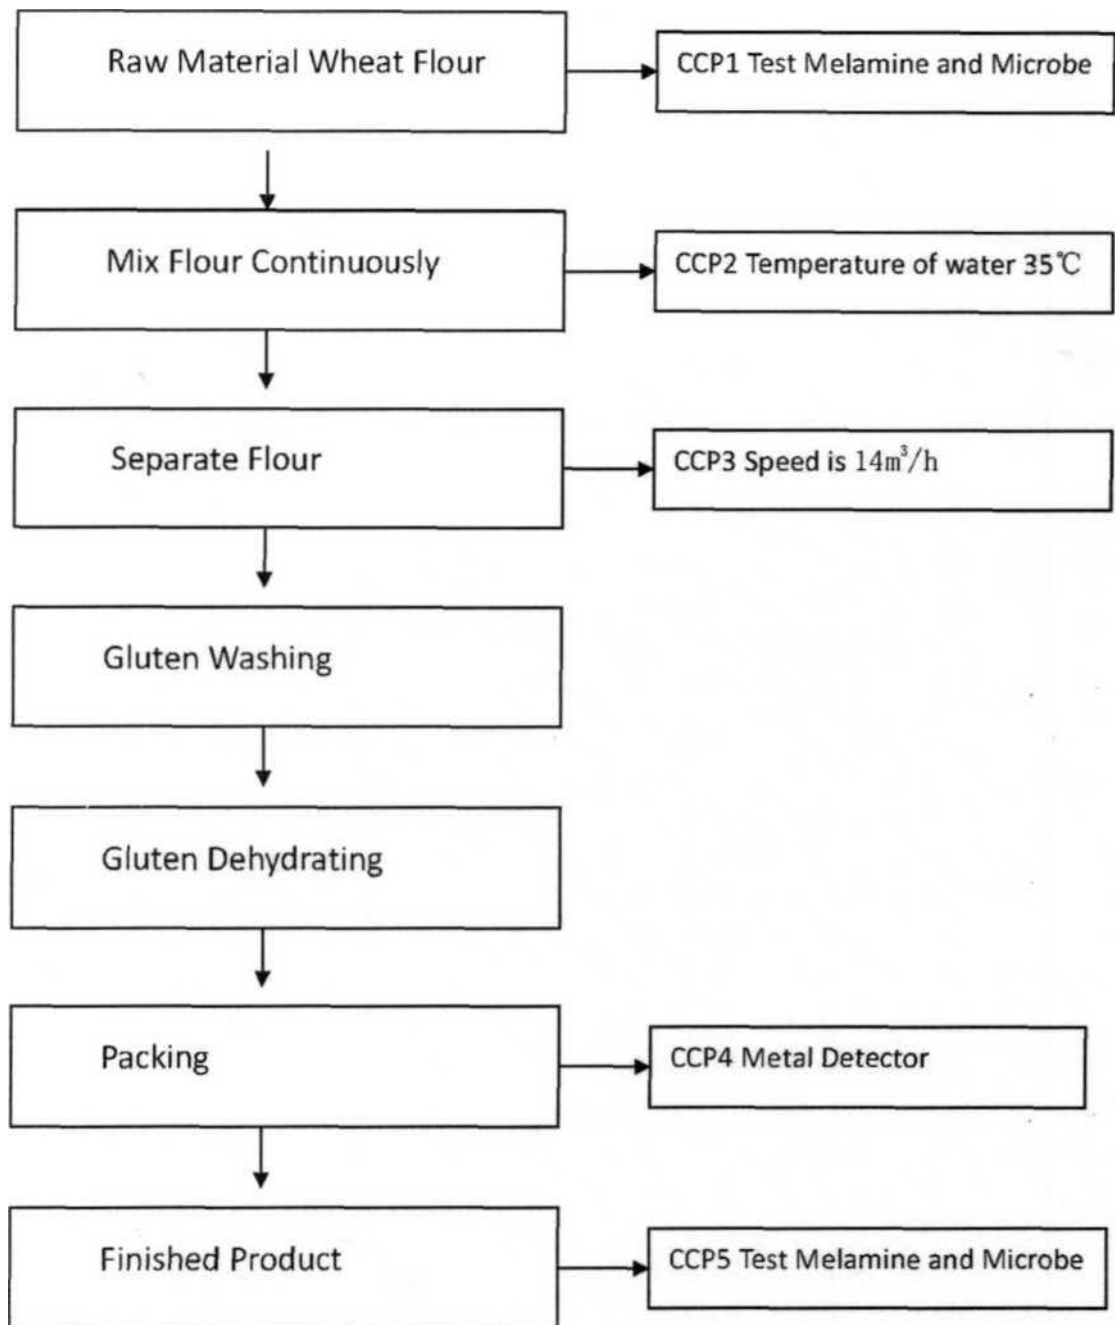 Raw Material Wheat Flour
CCP1 Test Melamine and Microbe
Mix Flour Continuously
CCP2 Temperature of water 35℃
Separate Flour
CCP3 Speed is 14m³/h
Gluten Washing
Gluten Dehydrating
Packing
CCP4 Metal Detector
Finished Product
CCP5 Test Melamine and Microbe